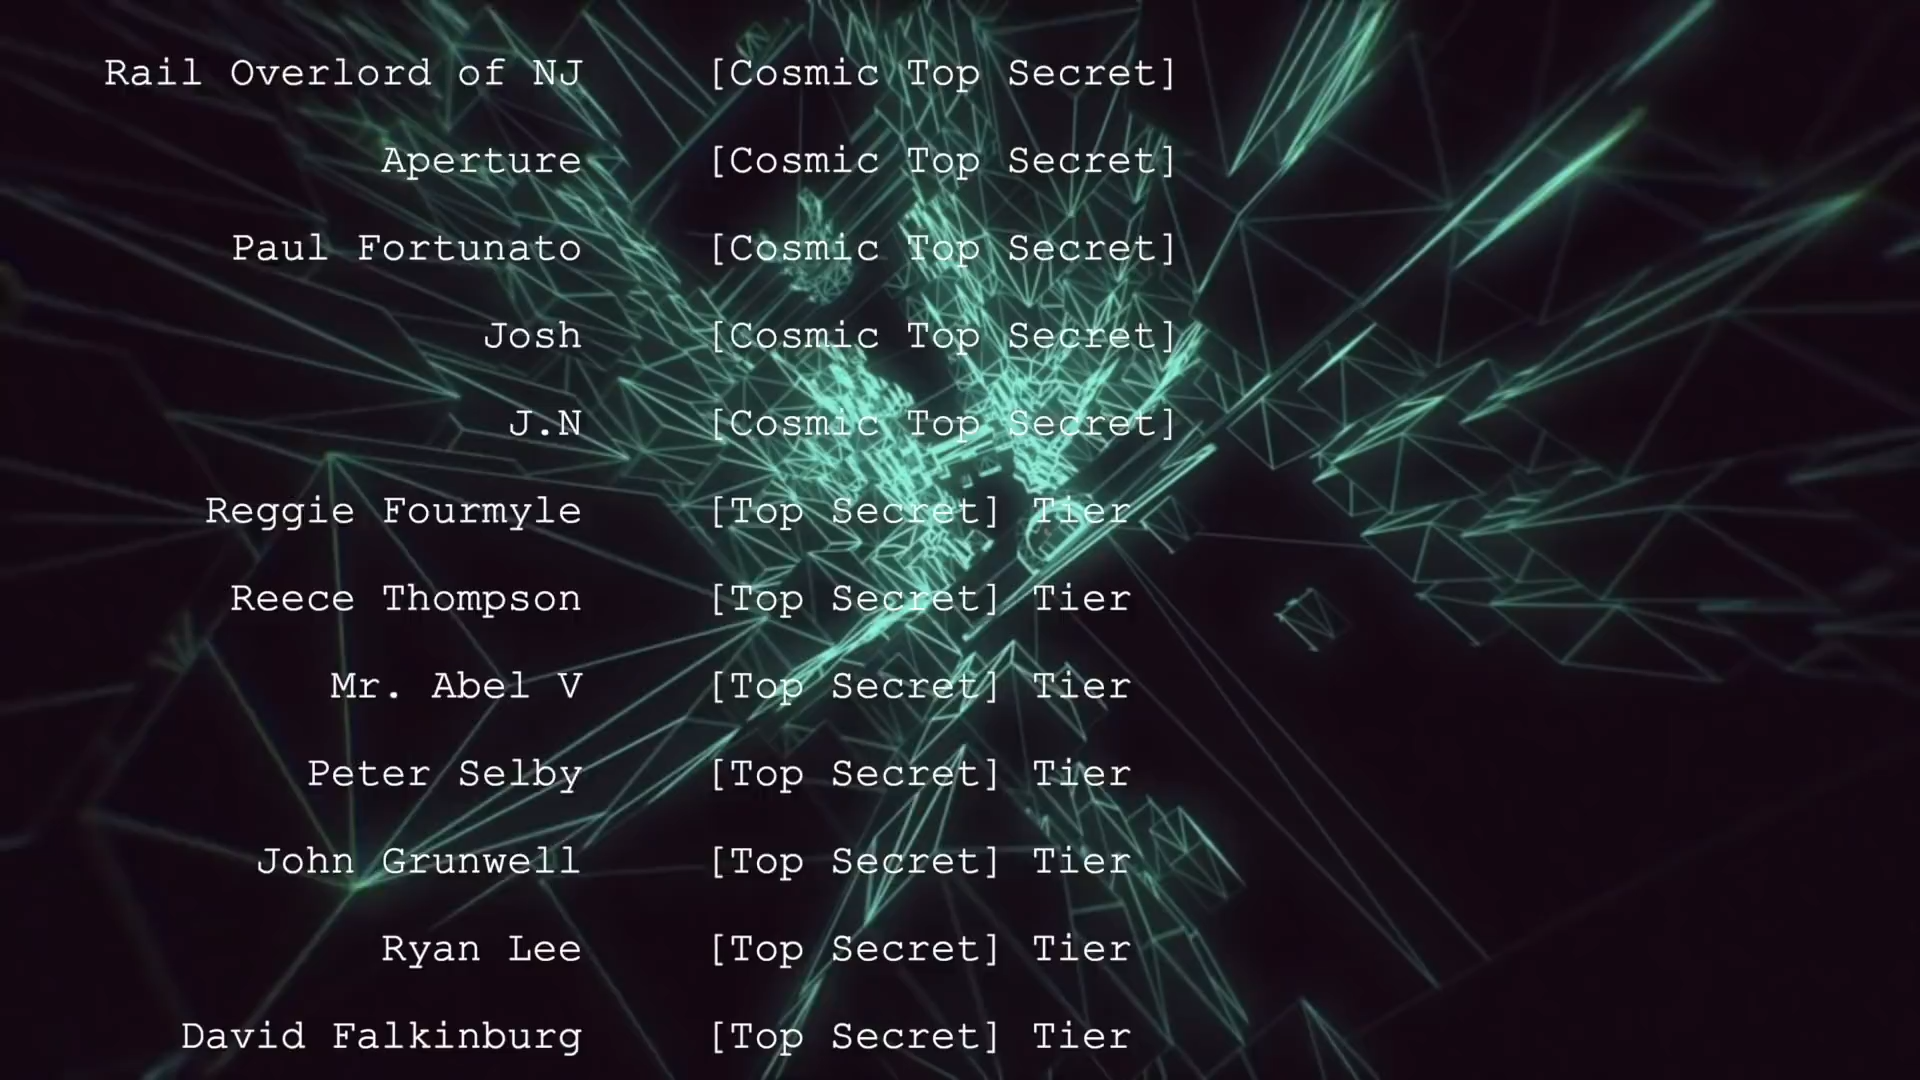 Rail Overlord of NJ [Cosmic Top Secret]
Aperture [Cosmic Top Secret]
Paul Fortunato [Cosmic Top Secret]
Josh [Cosmic Top Secret]
J.N [Cosmic Top Secret]
Reggie Fourmyle [Top Secret] Tier
Reece Thompson [Top Secret] Tier
Mr. Abel V [Top Secret] Tier
Peter Selby [Top Secret] Tier
John Grunwell [Top Secret] Tier
Ryan Lee [Top Secret] Tier
David Falkinburg [Top Secret] Tier